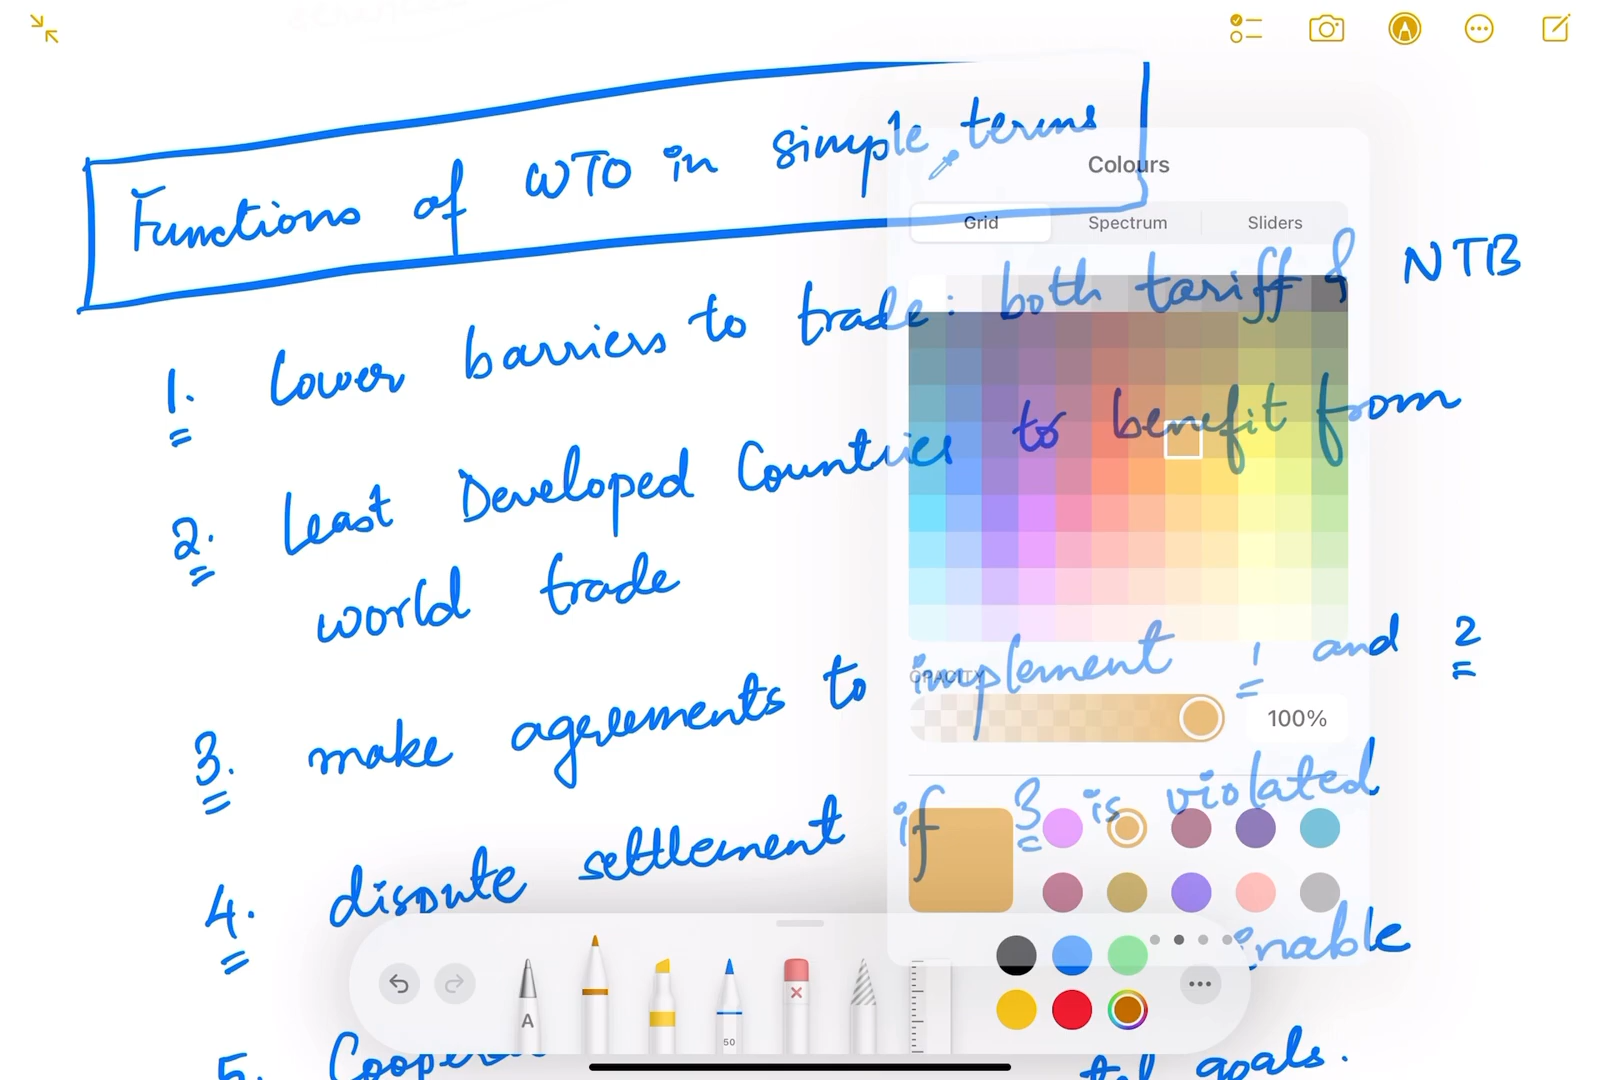 Functions of WTO in simple terms
Colours
Grid Spectrum Sliders
1. Lower barriers to trade: both tariff & NTB
2. Least Developed Countries to benefit from
world trade
OPACITY
100%
3. make agreements to implement 1 and 2
4. dispute settlement if 3 is violated
A
50
5. goals.